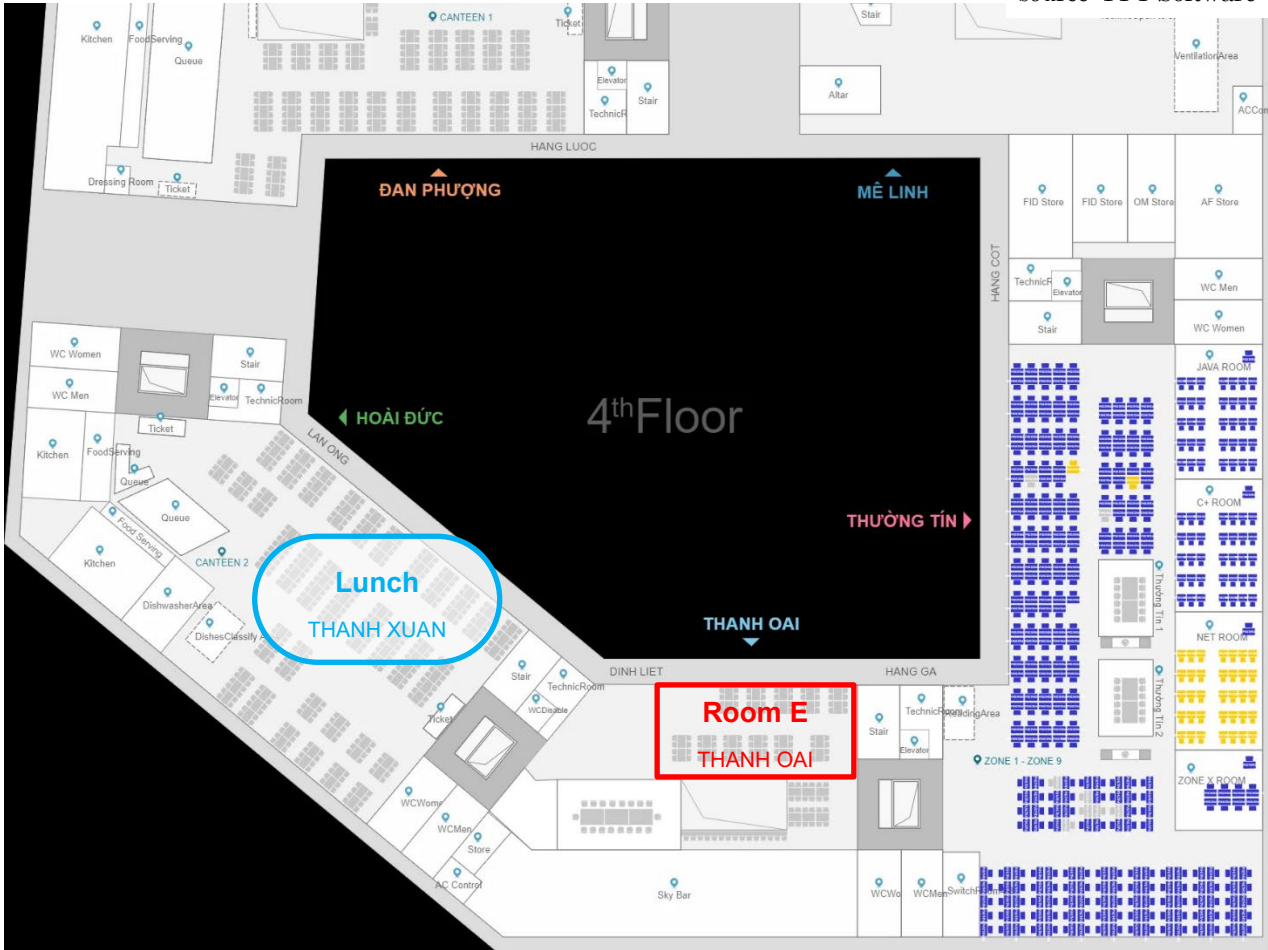 CANTEEN 1
Ticket
Stair
Kitchen
FoodServing
Queue
VentilationArea
Elevator
Altar
Stair
ACCon
TechnicR
HANG LUOC
Dressing Room
Ticket
ĐAN PHƯỢNG
MÊ LINH
FID Store
FID Store
OM Store
AF Store
HANG COT
TechnicR
Elevator
WC Men
Stair
WC Women
WC Women
Stair
JAVA ROOM
WC Men
Elevator
TechnicRoom
HOÀI ĐỨC
4thFloor
Ticket
LAN ONG
Kitchen
FoodServing
Queue
C+ ROOM
Queue
THƯỜNG TÍN
Food Serving
Kitchen
CANTEEN 2
Lunch
THANH XUAN
Thường Tín 1
DishwasherArea
THANH OAI
DishesClassify A
NET ROOM
DINH LIET
HANG GA
Stair
TechnicRoom
WCDisable
Room E
THANH OAI
TechnicRoom
ReadingArea
Stair
Elevator
Ticket
Thường Tín 2
ZONE 1 - ZONE 9
ZONE X ROOM
WCWome
WCMen
Store
AC Control
Sky Bar
WCWo
WCMen
SwitchRoom